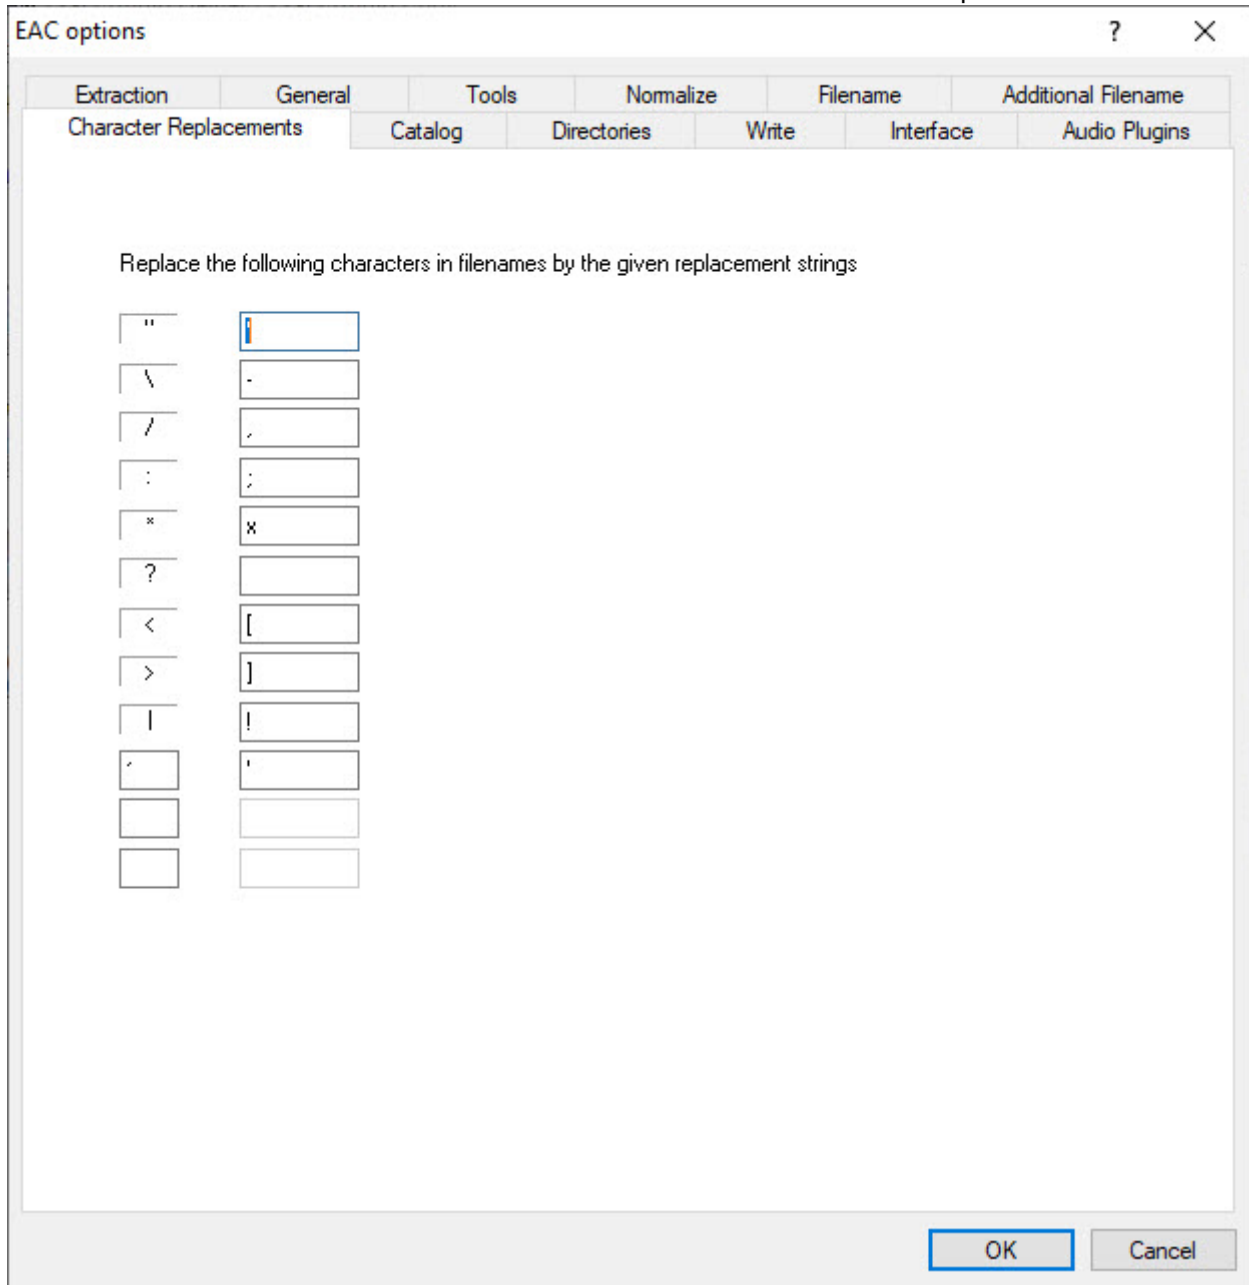 EAC options ? ×
Extraction General Tools Normalize Filename Additional Filename
Character Replacements Catalog Directories Write Interface Audio Plugins
Replace the following characters in filenames by the given replacement strings
" '
\ -
/ ,
: ;
* x
?
< [
> ]
| !
´ '
OK Cancel